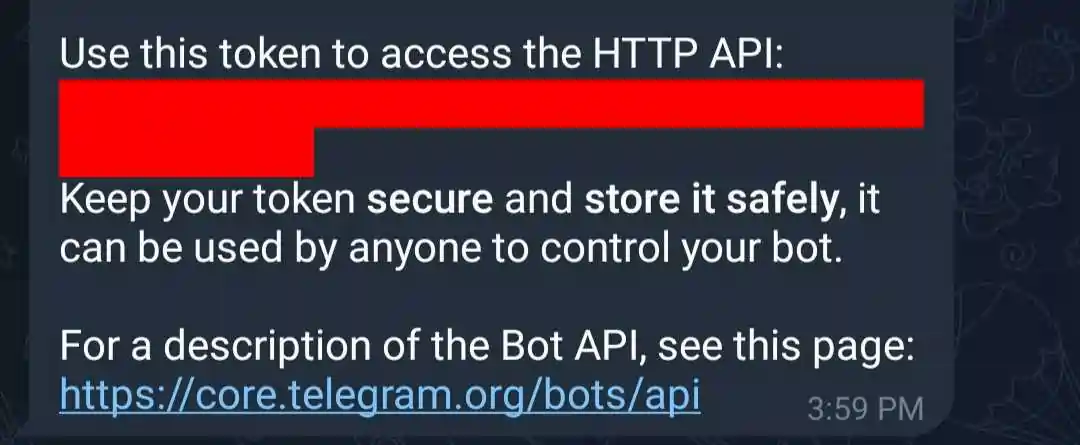 Use this token to access the HTTP API:
Keep your token secure and store it safely, it
can be used by anyone to control your bot.
For a description of the Bot API, see this page:
https://core.telegram.org/bots/api
3:59 PM